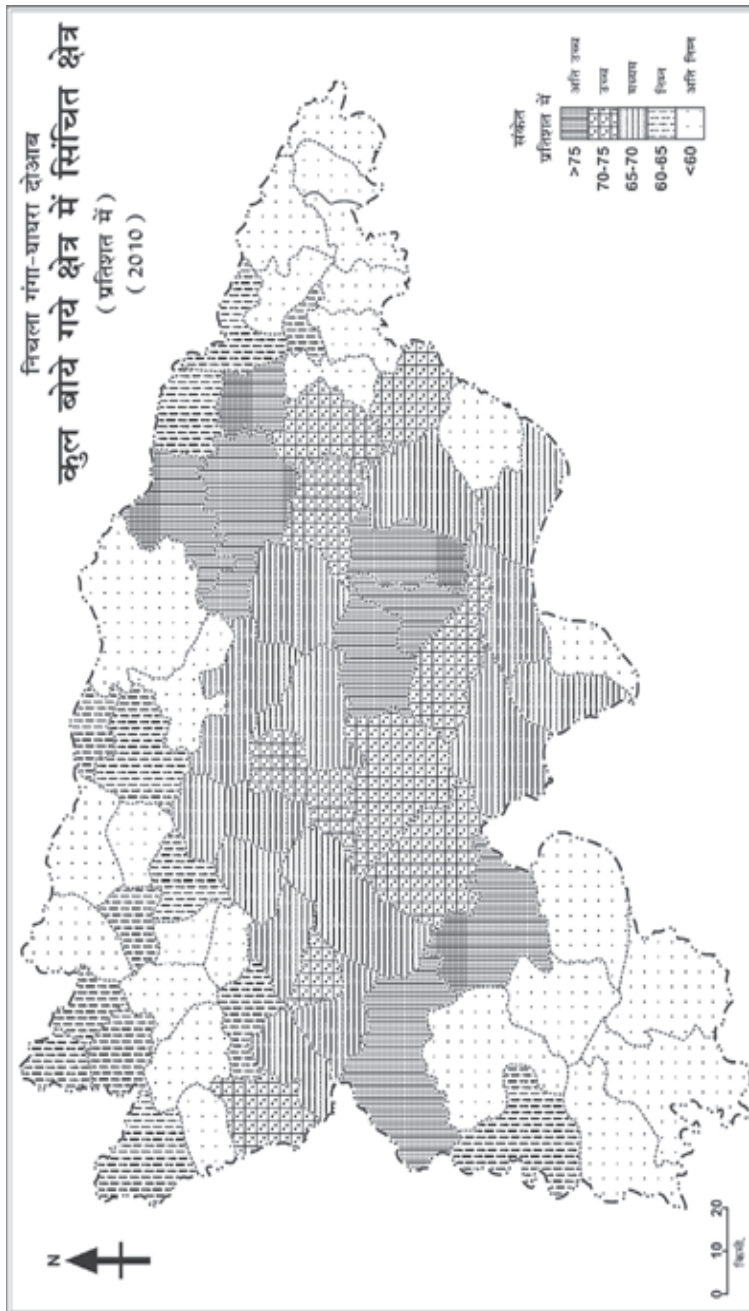 निचला गंगा-घाघरा दोआब
कुल बोये गये क्षेत्र में सिंचित क्षेत्र
( प्रतिशत में )
( 2010 )
N
संकेत
प्रतिशत में
>75 अति उच्च
70-75 उच्च
65-70 मध्यम
60-65 निम्न
<60 अति निम्न
0 10 20
किमी.